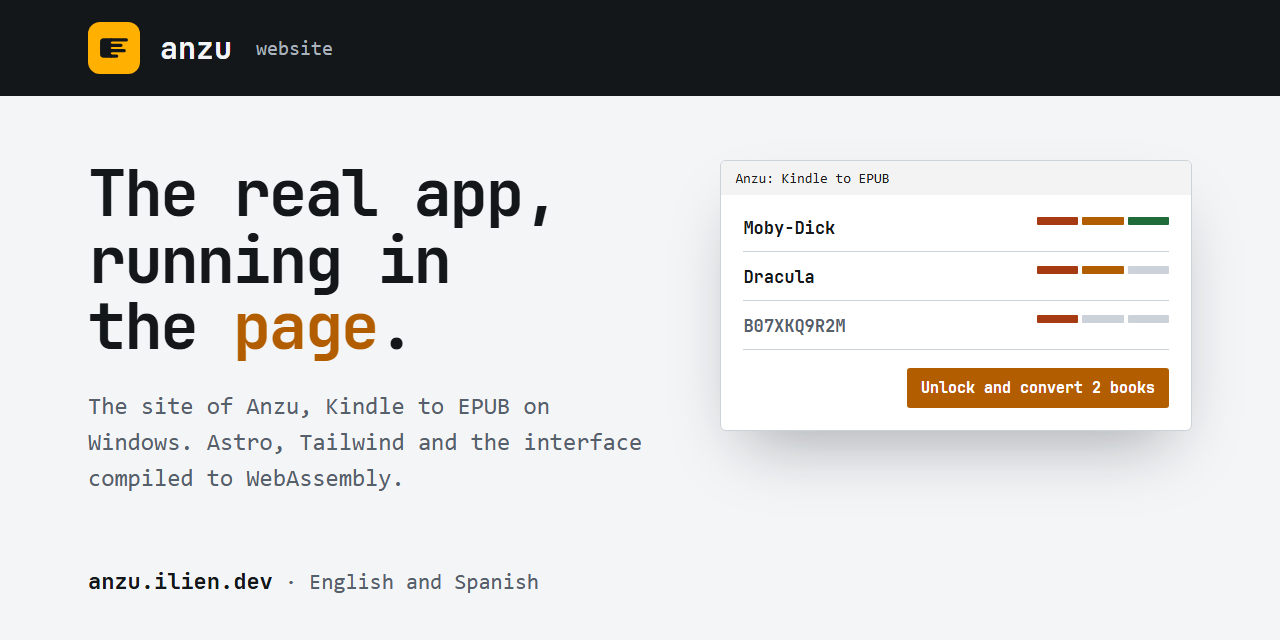 anzu website
The real app,
running in
the page.
The site of Anzu, Kindle to EPUB on
Windows. Astro, Tailwind and the interface
compiled to WebAssembly.
anzu.ilien.dev · English and Spanish
Anzu: Kindle to EPUB
Moby-Dick
Dracula
B07XKQ9R2M
Unlock and convert 2 books